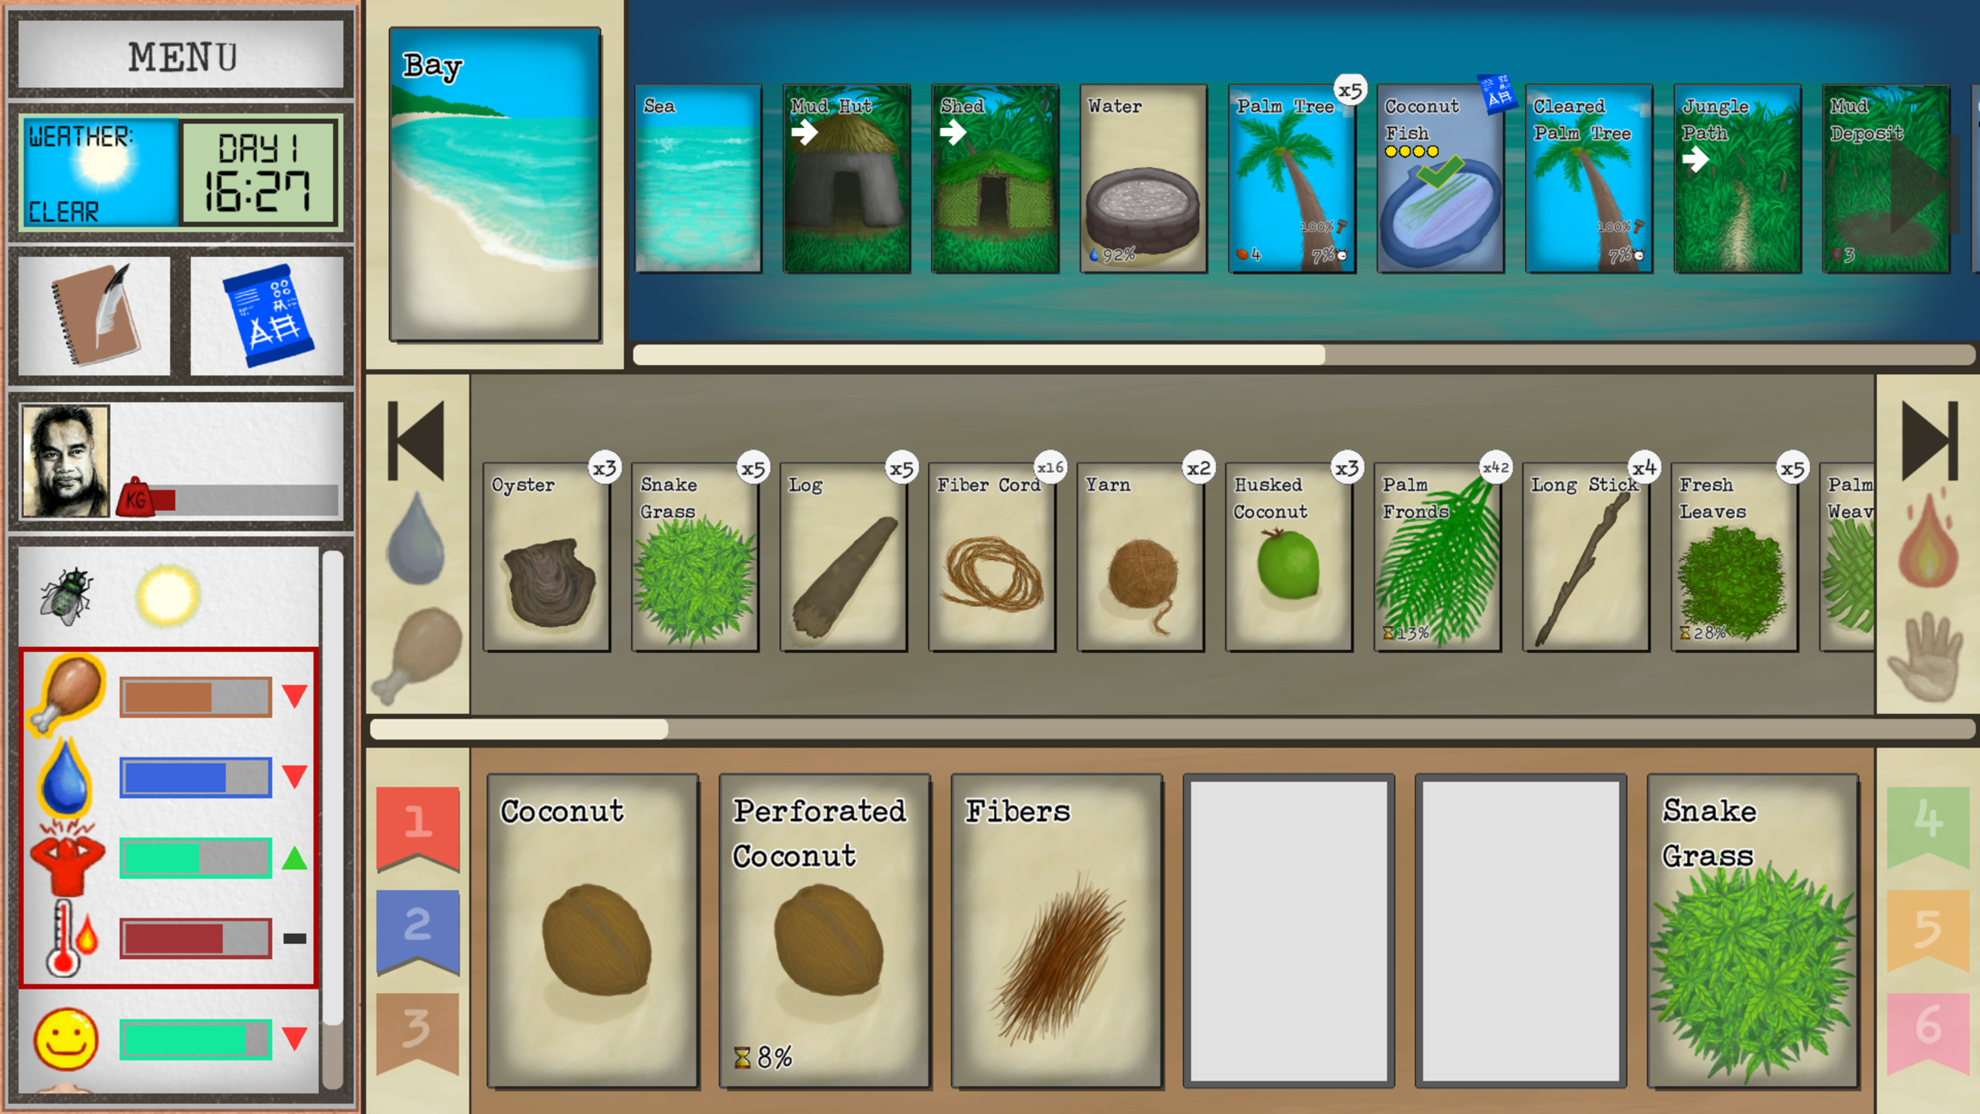 MENU
WEATHER:
CLEAR
DAY 1
16:27
KG
Bay
Sea
Mud Hut
Shed
Water
92%
x5
Palm Tree
100%
4
7%
Coconut
Fish
Cleared
Palm Tree
100%
7%
Jungle
Path
Mud
Deposit
3
x3
Oyster
x5
Snake
Grass
x5
Log
x16
Fiber Cord
x2
Yarn
x3
Husked
Coconut
x42
Palm
Fronds
13%
x4
Long Stick
x5
Fresh
Leaves
28%
Palm
Weav
1
2
3
Coconut
Perforated
Coconut
8%
Fibers
Snake
Grass
4
5
6